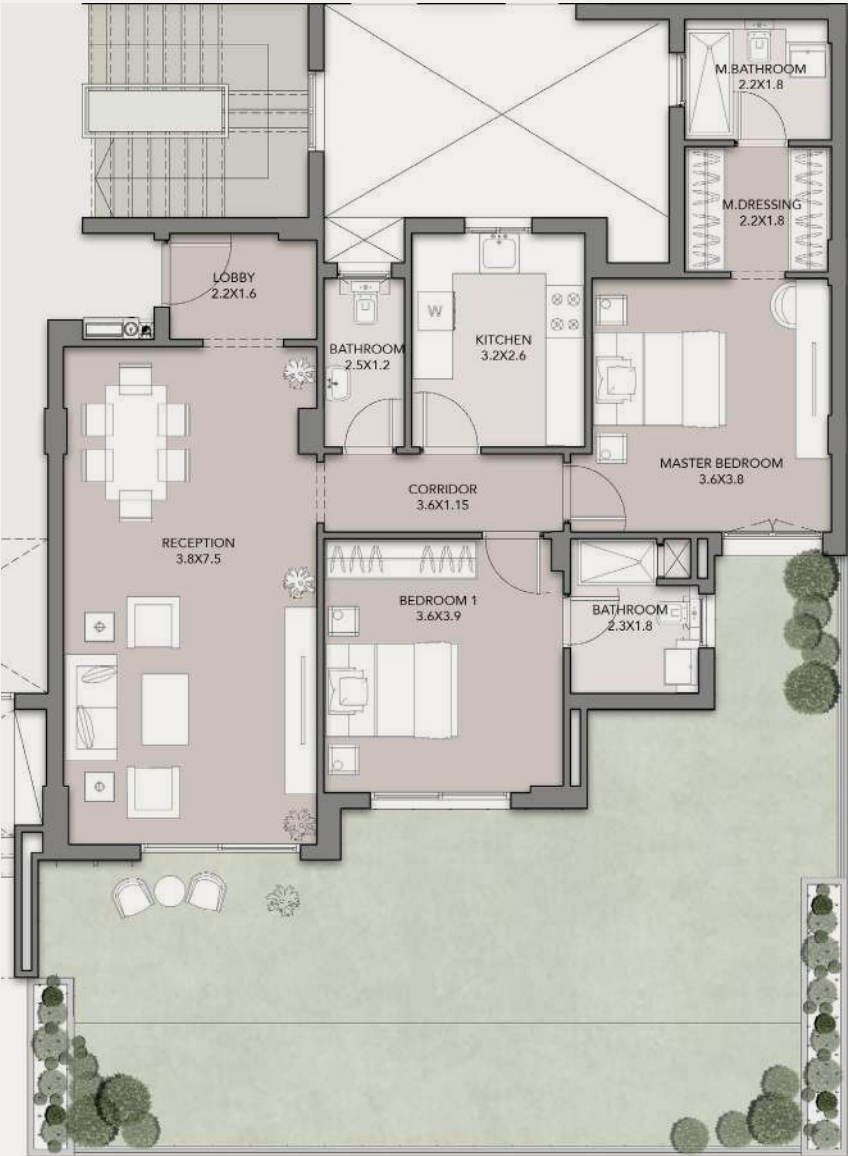 M.BATHROOM
2.2X1.8
M.DRESSING
2.2X1.8
LOBBY
2.2X1.6
BATHROOM
2.5X1.2
W
KITCHEN
3.2X2.6
MASTER BEDROOM
3.6X3.8
CORRIDOR
3.6X1.15
RECEPTION
3.8X7.5
BEDROOM 1
3.6X3.9
BATHROOM
2.3X1.8